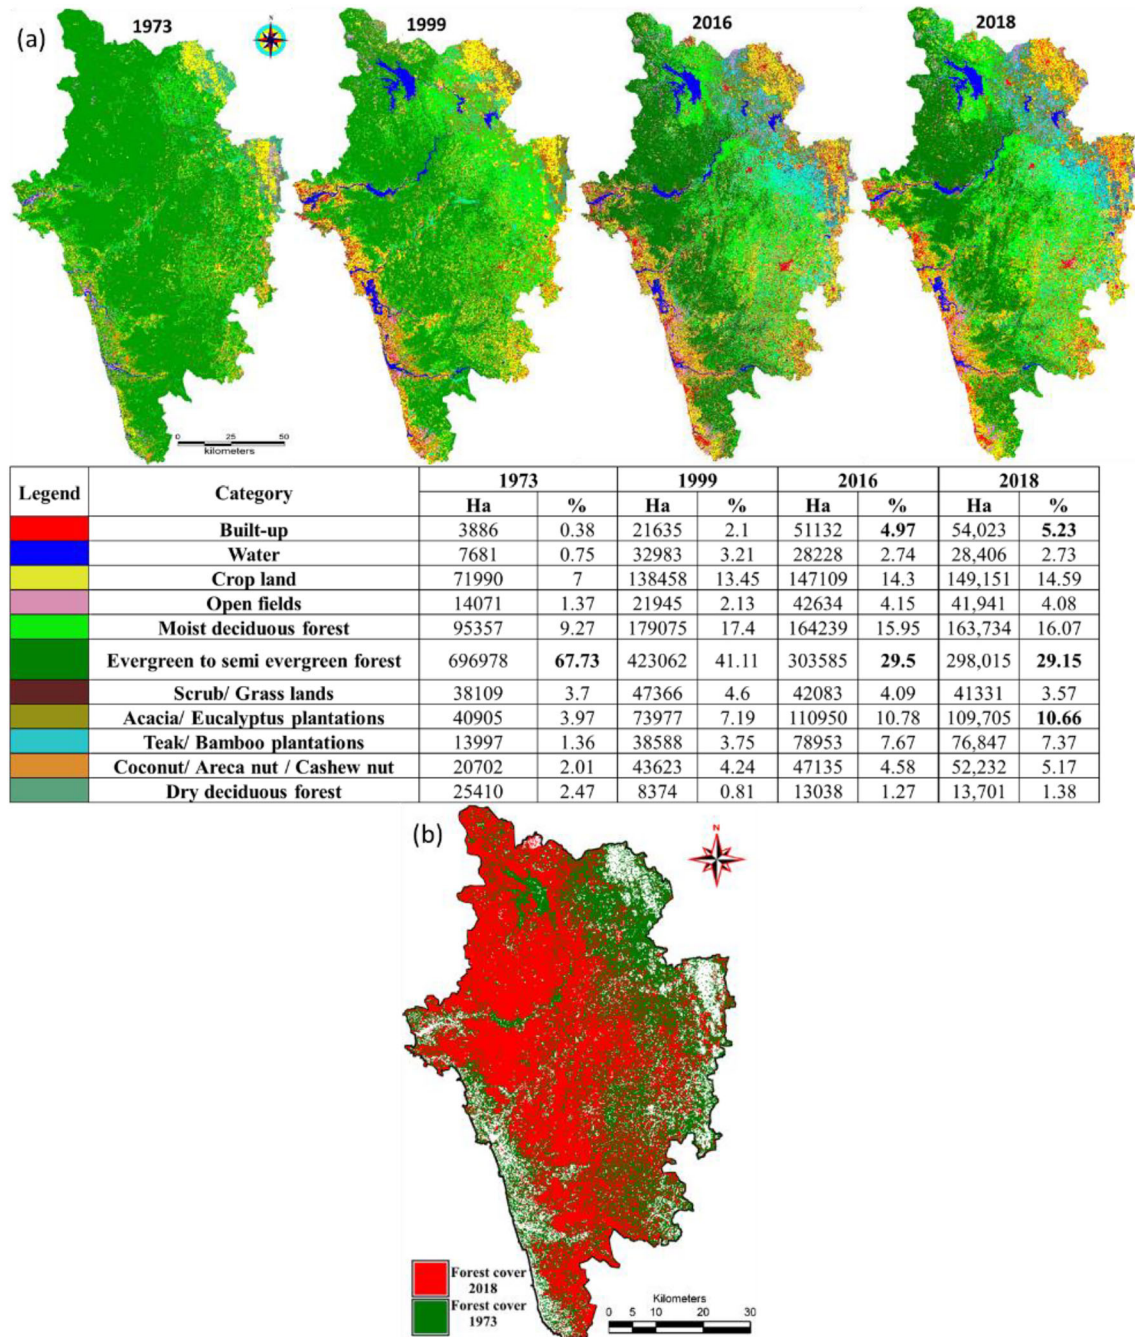 (a)
1973
1999
2016
2018
N
0 25 50
kilometers
Legend Category 1973 1999 2016 2018
Ha % Ha % Ha % Ha %
Built-up 3886 0.38 21635 2.1 51132 4.97 54,023 5.23
Water 7681 0.75 32983 3.21 28228 2.74 28,406 2.73
Crop land 71990 7 138458 13.45 147109 14.3 149,151 14.59
Open fields 14071 1.37 21945 2.13 42634 4.15 41,941 4.08
Moist deciduous forest 95357 9.27 179075 17.4 164239 15.95 163,734 16.07
Evergreen to semi evergreen forest 696978 67.73 423062 41.11 303585 29.5 298,015 29.15
Scrub/ Grass lands 38109 3.7 47366 4.6 42083 4.09 41331 3.57
Acacia/ Eucalyptus plantations 40905 3.97 73977 7.19 110950 10.78 109,705 10.66
Teak/ Bamboo plantations 13997 1.36 38588 3.75 78953 7.67 76,847 7.37
Coconut/ Areca nut / Cashew nut 20702 2.01 43623 4.24 47135 4.58 52,232 5.17
Dry deciduous forest 25410 2.47 8374 0.81 13038 1.27 13,701 1.38
(b)
N
Forest cover
2018
Forest cover
1973
Kilometers
0 5 10 20 30